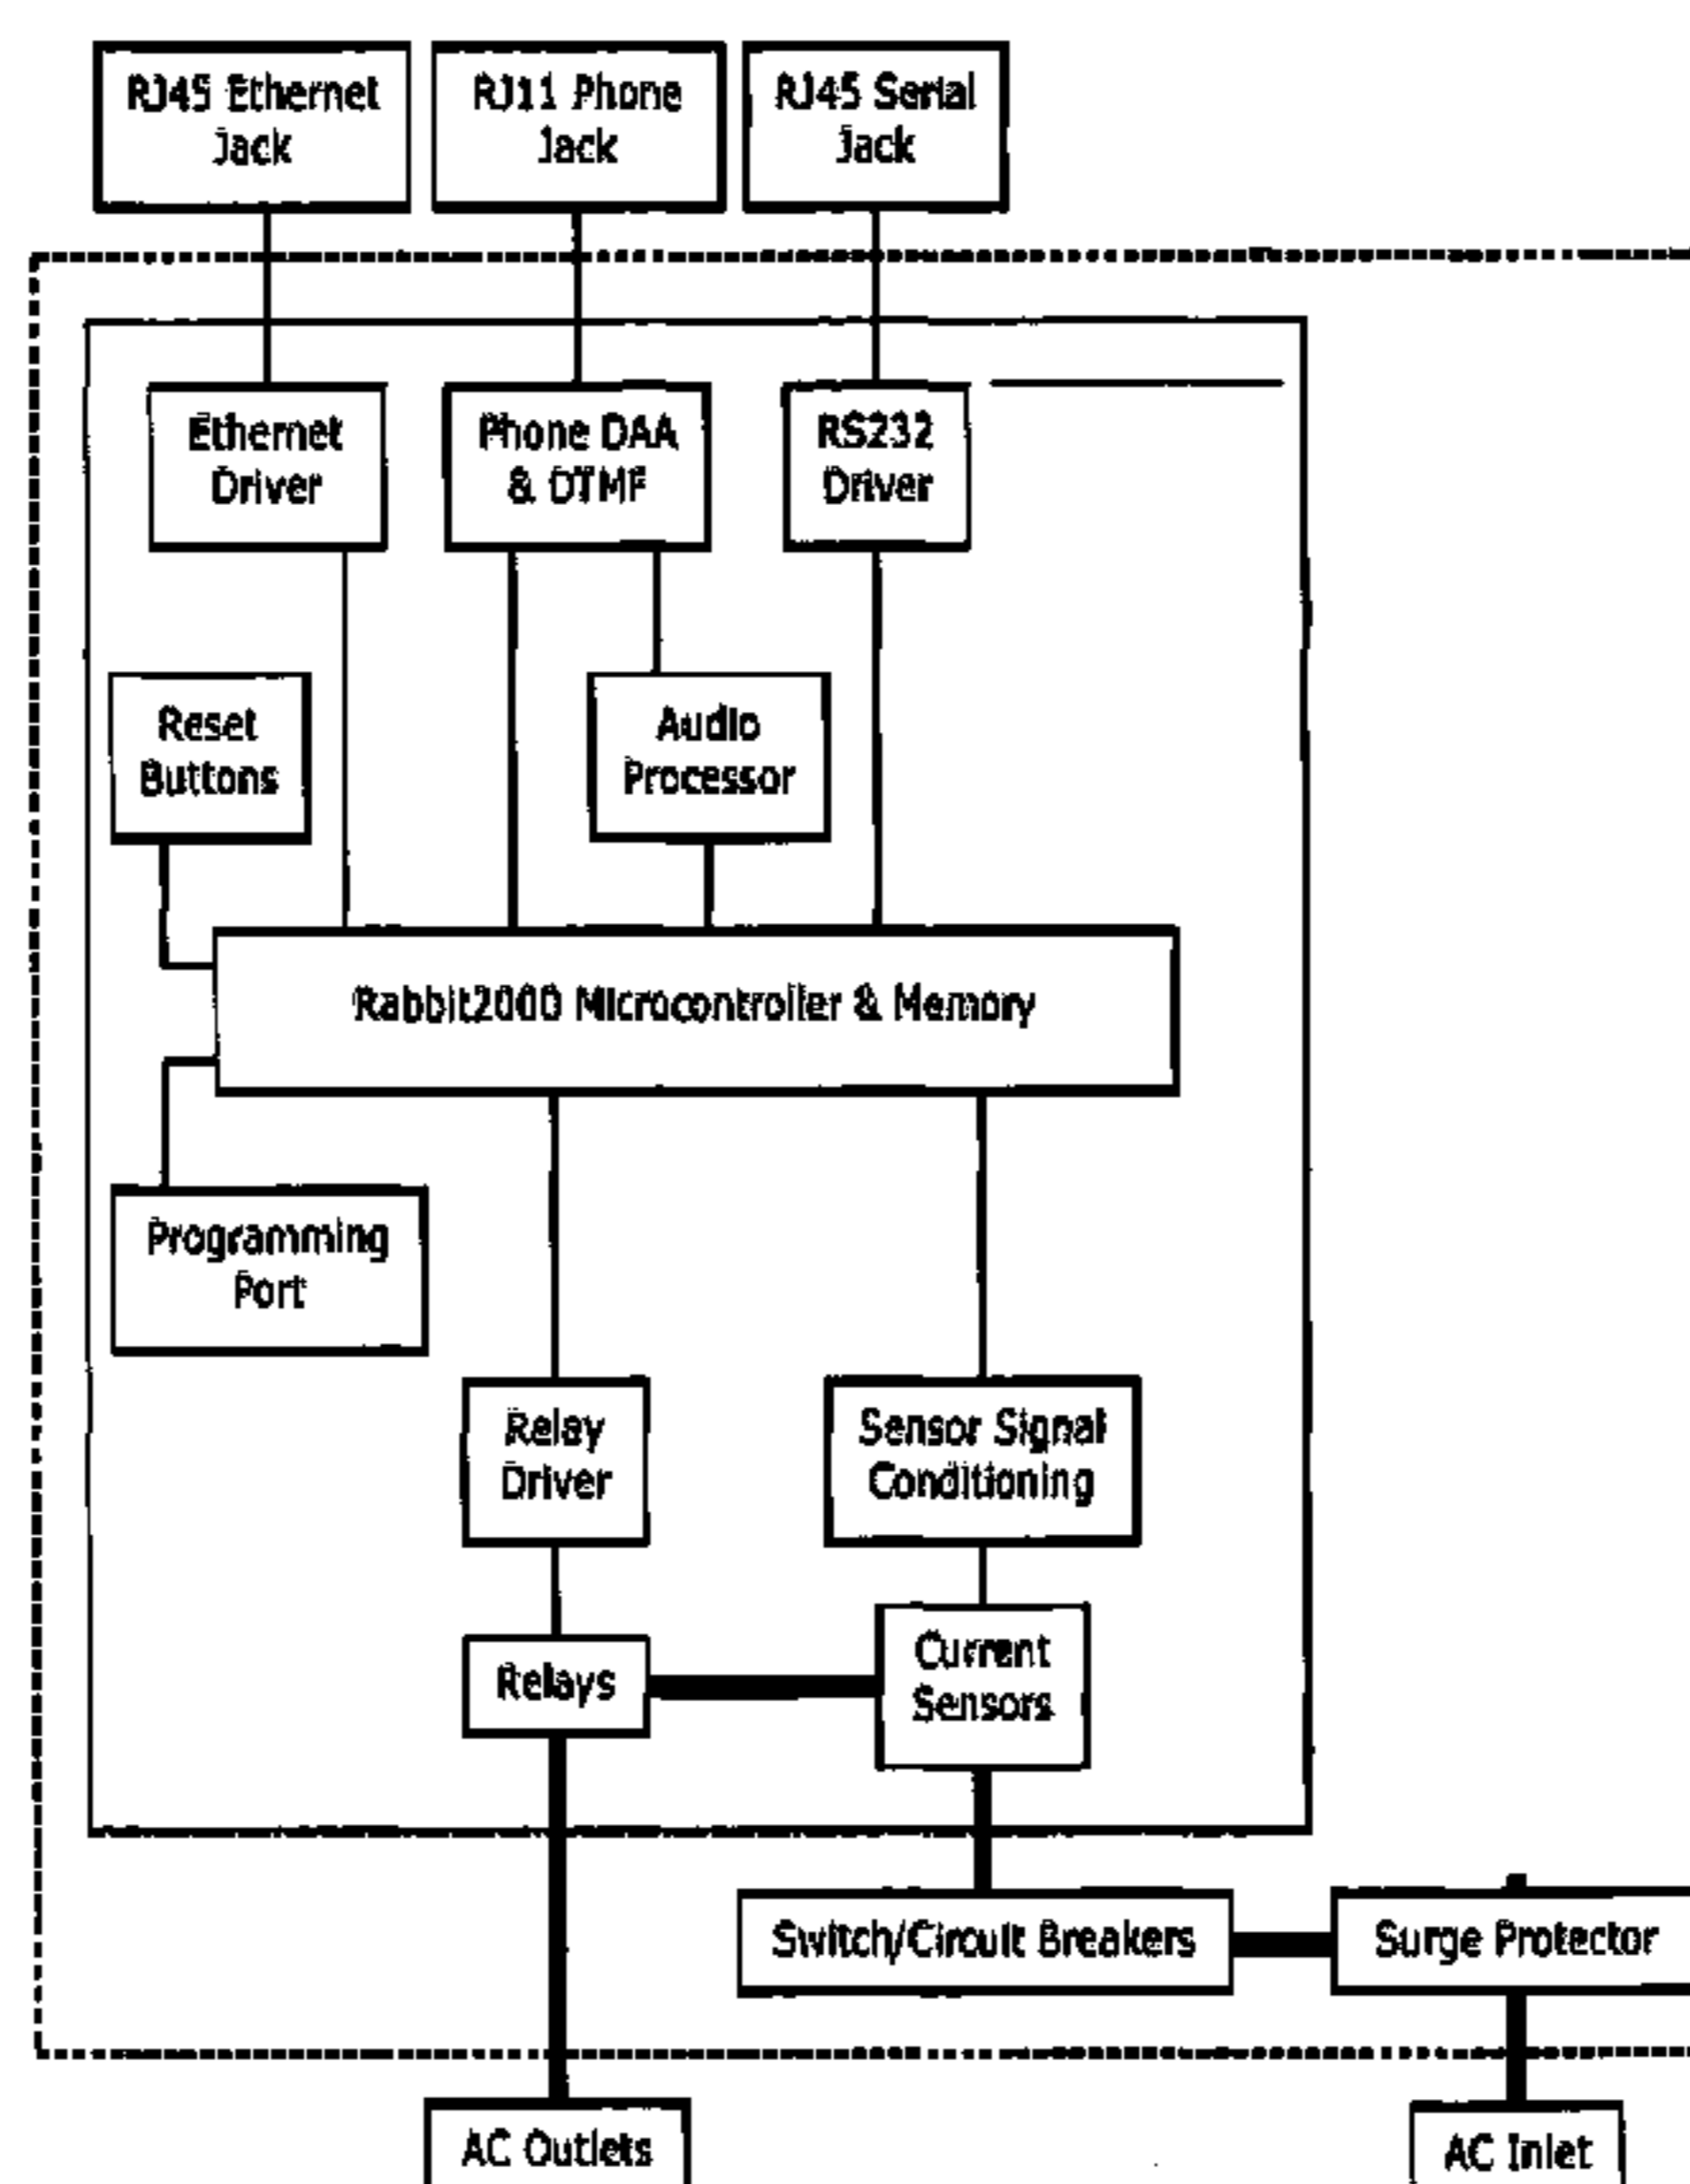 RJ45 Ethernet
Jack
RJ11 Phone
Jack
RJ45 Serial
Jack
Ethernet
Driver
Phone DAA
& DTMF
RS232
Driver
Reset
Buttons
Audio
Processor
Rabbit2000 Microcontroller & Memory
Programming
Port
Relay
Driver
Sensor Signal
Conditioning
Relays
Current
Sensors
Switch/Circuit Breakers
Surge Protector
AC Outlets
AC Inlet